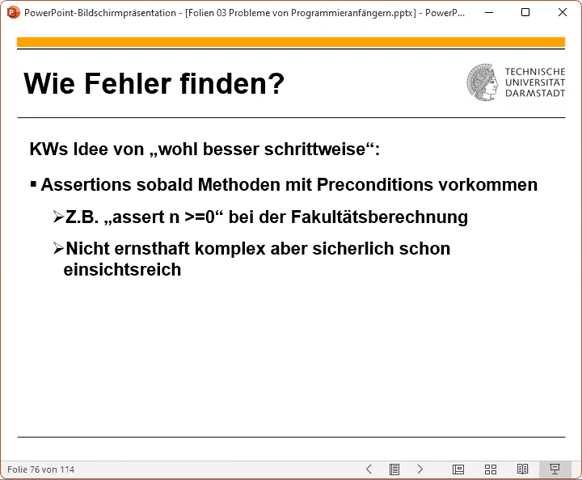 PowerPoint-Bildschirmpräsentation - [Folien 03 Probleme von Programmieranfängern.pptx] - PowerP...
Wie Fehler finden?
TECHNISCHE
UNIVERSITÄT
DARMSTADT
KWs Idee von „wohl besser schrittweise“:
▪ Assertions sobald Methoden mit Preconditions vorkommen
➢Z.B. „assert n >=0“ bei der Fakultätsberechnung
➢Nicht ernsthaft komplex aber sicherlich schon
einsichtsreich
Folie 76 von 114